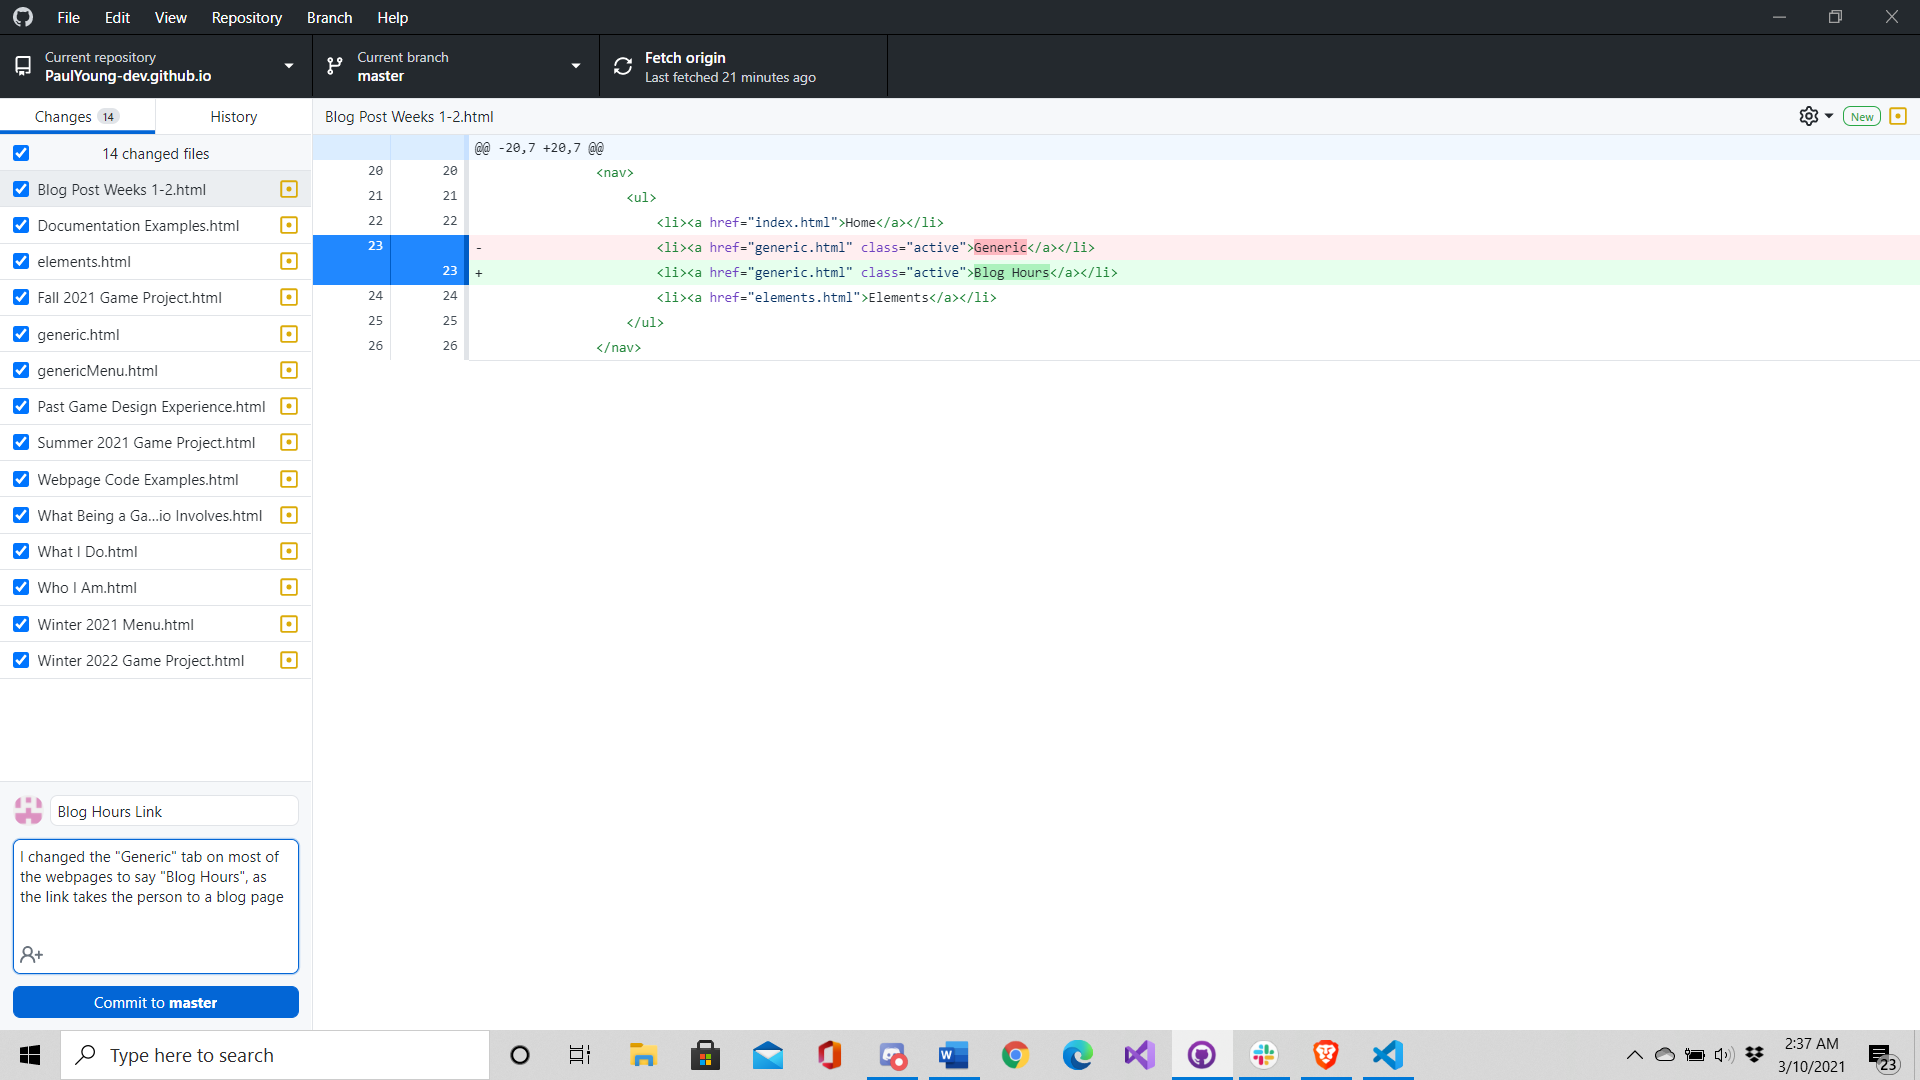 File Edit View Repository Branch Help
Current repository
PaulYoung-dev.github.io
Current branch
master
Fetch origin
Last fetched 21 minutes ago
Changes 14
History
Blog Post Weeks 1-2.html
New
14 changed files
Blog Post Weeks 1-2.html
Documentation Examples.html
elements.html
Fall 2021 Game Project.html
generic.html
genericMenu.html
Past Game Design Experience.html
Summer 2021 Game Project.html
Webpage Code Examples.html
What Being a Ga...io Involves.html
What I Do.html
Who I Am.html
Winter 2021 Menu.html
Winter 2022 Game Project.html
@@ -20,7 +20,7 @@
20 20 <nav>
21 21 <ul>
22 22 <li><a href="index.html">Home</a></li>
23 - <li><a href="generic.html" class="active">Generic</a></li>
23 + <li><a href="generic.html" class="active">Blog Hours</a></li>
24 24 <li><a href="elements.html">Elements</a></li>
25 25 </ul>
26 26 </nav>
Blog Hours Link
I changed the "Generic" tab on most of
the webpages to say "Blog Hours", as
the link takes the person to a blog page
Commit to master
Type here to search
2:37 AM
3/10/2021
23